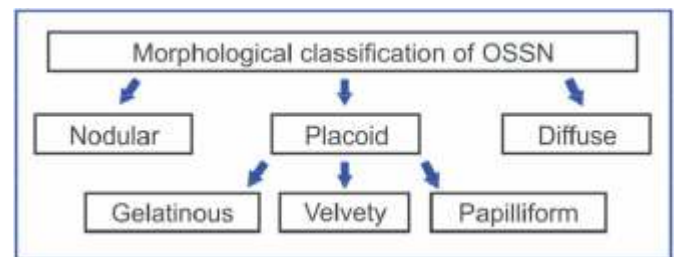 Morphological classification of OSSN
Nodular Placoid Diffuse
Gelatinous Velvety Papilliform